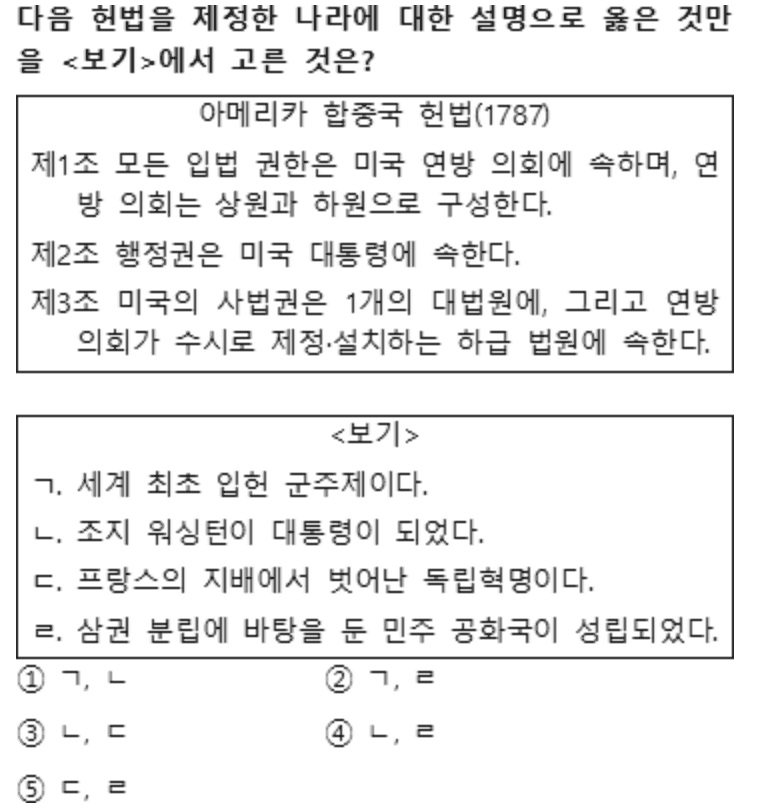 다음 헌법을 제정한 나라에 대한 설명으로 옳은 것만
을 <보기>에서 고른 것은?
아메리카 합중국 헌법(1787)
제1조 모든 입법 권한은 미국 연방 의회에 속하며, 연
방 의회는 상원과 하원으로 구성한다.
제2조 행정권은 미국 대통령에 속한다.
제3조 미국의 사법권은 1개의 대법원에, 그리고 연방
의회가 수시로 제정·설치하는 하급 법원에 속한다.
<보기>
ㄱ. 세계 최초 입헌 군주제이다.
ㄴ. 조지 워싱턴이 대통령이 되었다.
ㄷ. 프랑스의 지배에서 벗어난 독립혁명이다.
ㄹ. 삼권 분립에 바탕을 둔 민주 공화국이 성립되었다.
① ㄱ, ㄴ ② ㄱ, ㄹ
③ ㄴ, ㄷ ④ ㄴ, ㄹ
⑤ ㄷ, ㄹ